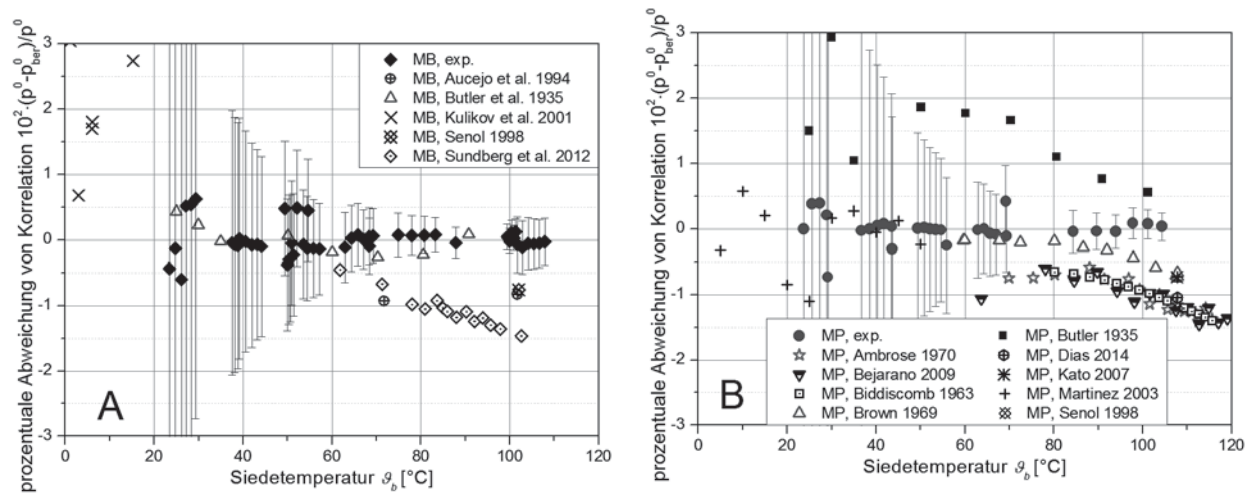 prozentuale Abweichung von Korrelation 10²·(p⁰-p⁰ber)/p⁰
3
2
1
0
-1
-2
-3
MB, exp.
MB, Aucejo et al. 1994
MB, Butler et al. 1935
MB, Kulikov et al. 2001
MB, Senol 1998
MB, Sundberg et al. 2012
A
0 20 40 60 80 100 120
Siedetemperatur ϑb [°C]
prozentuale Abweichung von Korrelation 10²·(p⁰-p⁰ber)/p⁰
3
2
1
0
-1
-2
-3
B
MP, exp.
MP, Ambrose 1970
MP, Bejarano 2009
MP, Biddiscomb 1963
MP, Brown 1969
MP, Butler 1935
MP, Dias 2014
MP, Kato 2007
MP, Martinez 2003
MP, Senol 1998
0 20 40 60 80 100 120
Siedetemperatur ϑb [°C]